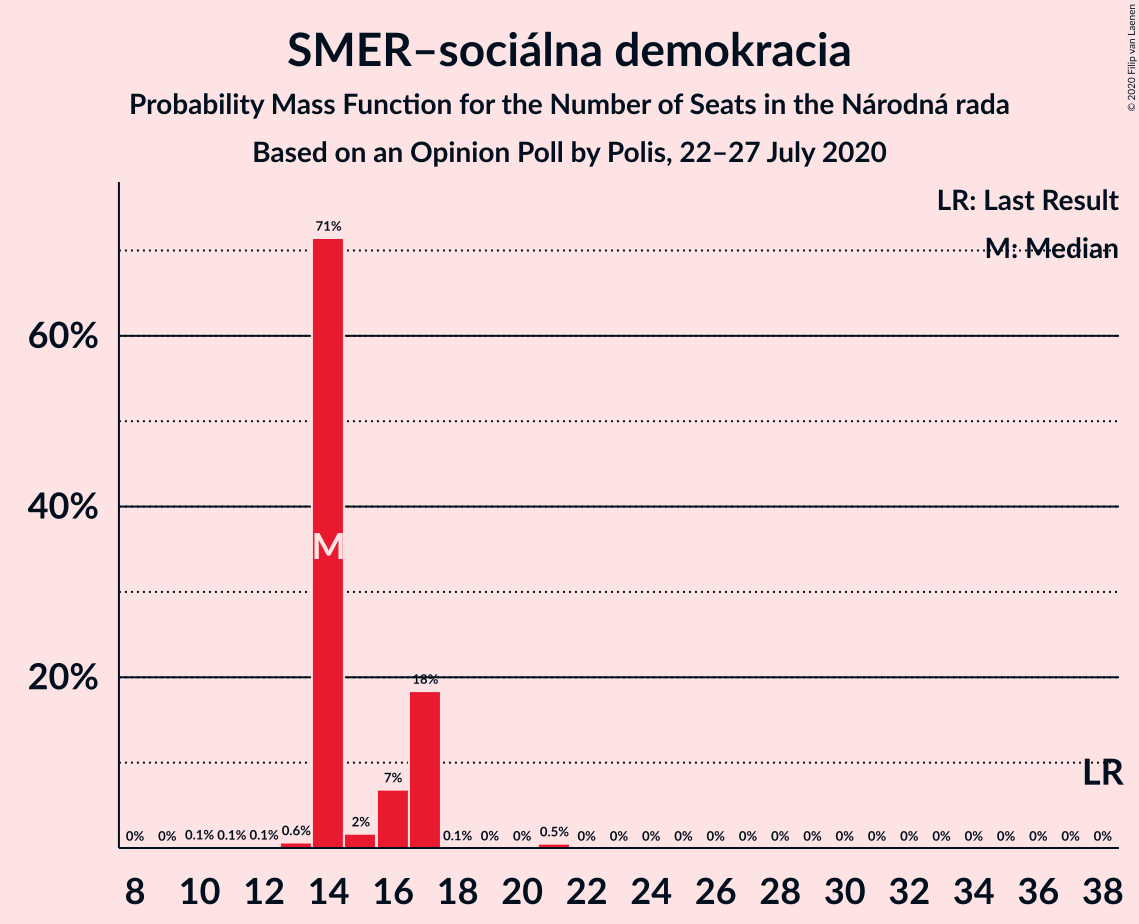 SMER–sociálna demokracia
Probability Mass Function for the Number of Seats in the Národná rada
Based on an Opinion Poll by Polis, 22–27 July 2020
© 2020 Filip van Laenen
LR: Last Result
M: Median
71%
60%
40%
M
20%
18%
LR
7%
0% 0% 0.1% 0.1% 0.1% 0.6% 2% 0.1% 0% 0% 0.5% 0% 0% 0% 0% 0% 0% 0% 0% 0% 0% 0% 0% 0% 0% 0% 0% 0%
8 10 12 14 16 18 20 22 24 26 28 30 32 34 36 38